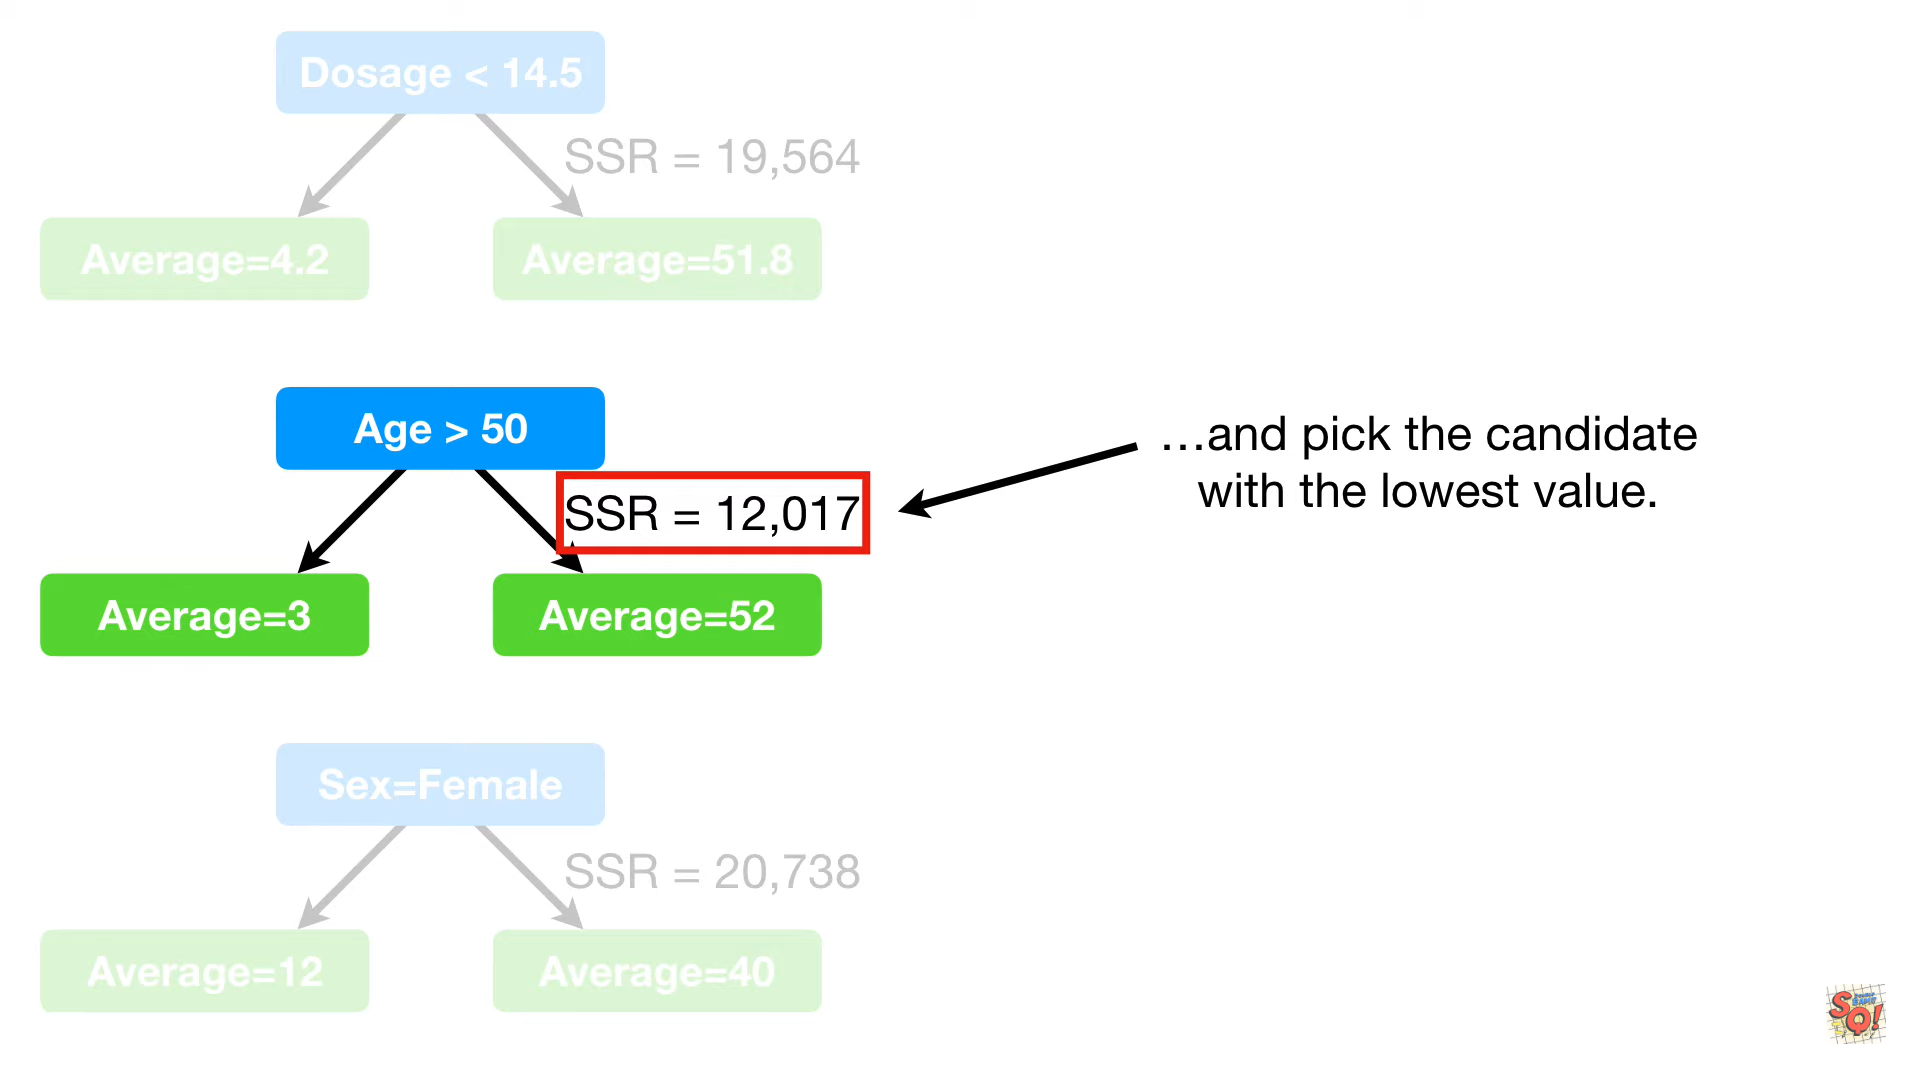 Dosage < 14.5
SSR = 19,564
Average=4.2
Average=51.8
Age > 50
SSR = 12,017
…and pick the candidate
with the lowest value.
Average=3
Average=52
Sex=Female
SSR = 20,738
Average=12
Average=40
SQ!